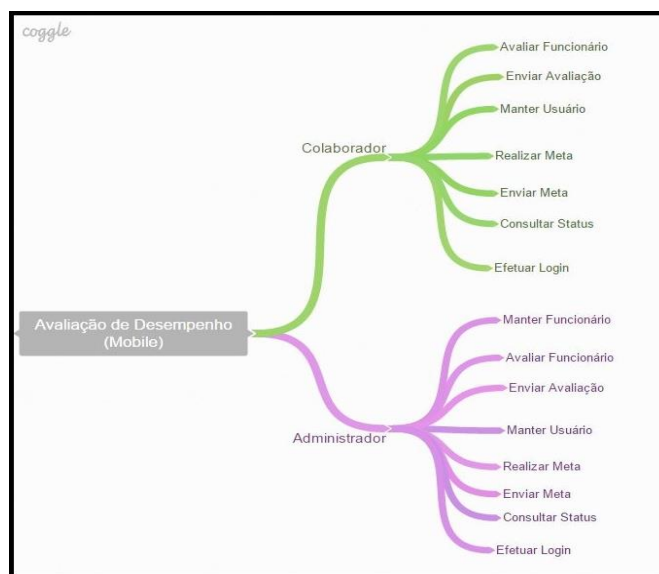 coggle
Avaliar Funcionário
Enviar Avaliação
Manter Usuário
Colaborador
Realizar Meta
Enviar Meta
Consultar Status
Efetuar Login
Avaliação de Desempenho
(Mobile)
Manter Funcionário
Avaliar Funcionário
Enviar Avaliação
Manter Usuário
Administrador
Realizar Meta
Enviar Meta
Consultar Status
Efetuar Login